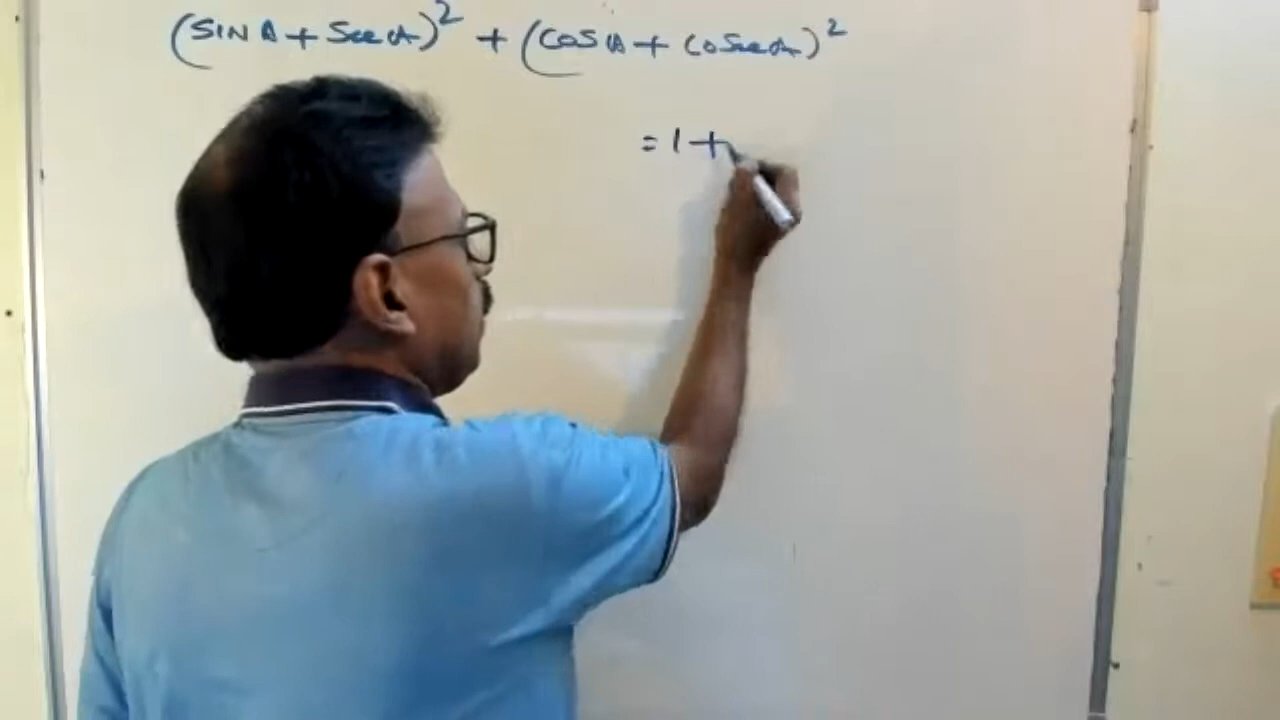 (SIN A + Sec A)² + (COS A + CoSec A)²
= 1 +